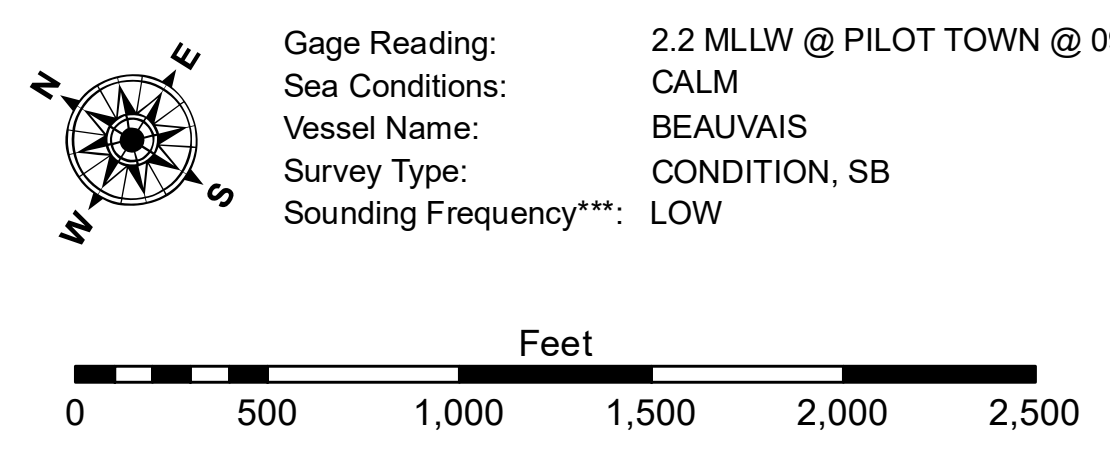 N E S W
Gage Reading: 2.2 MLLW @ PILOT TOWN @
Sea Conditions: CALM
Vessel Name: BEAUVAIS
Survey Type: CONDITION, SB
Sounding Frequency***: LOW
Feet
0 500 1,000 1,500 2,000 2,500